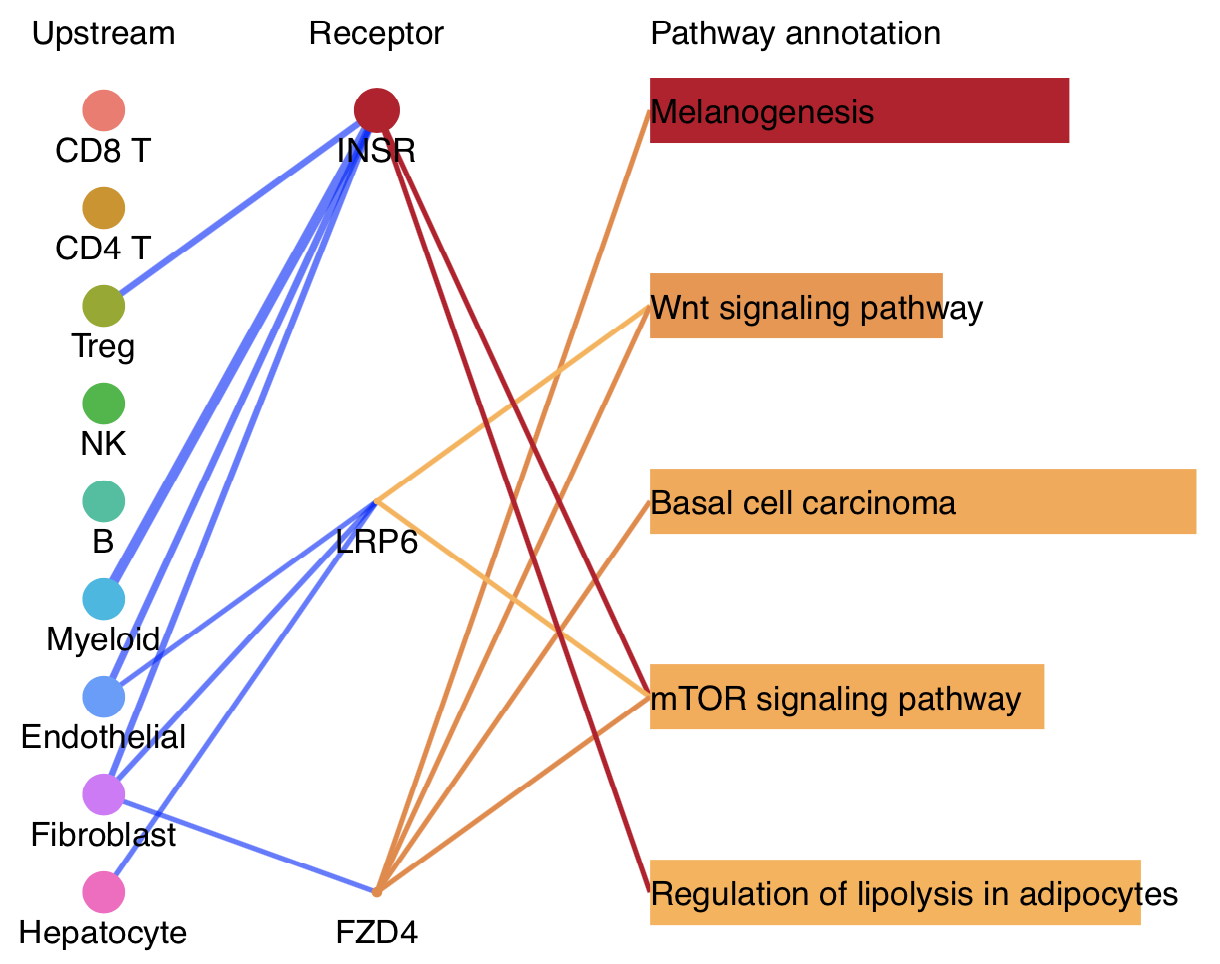 Upstream
Receptor
Pathway annotation
CD8 T
CD4 T
Treg
NK
B
Myeloid
Endothelial
Fibroblast
Hepatocyte
INSR
LRP6
FZD4
Melanogenesis
Wnt signaling pathway
Basal cell carcinoma
mTOR signaling pathway
Regulation of lipolysis in adipocytes